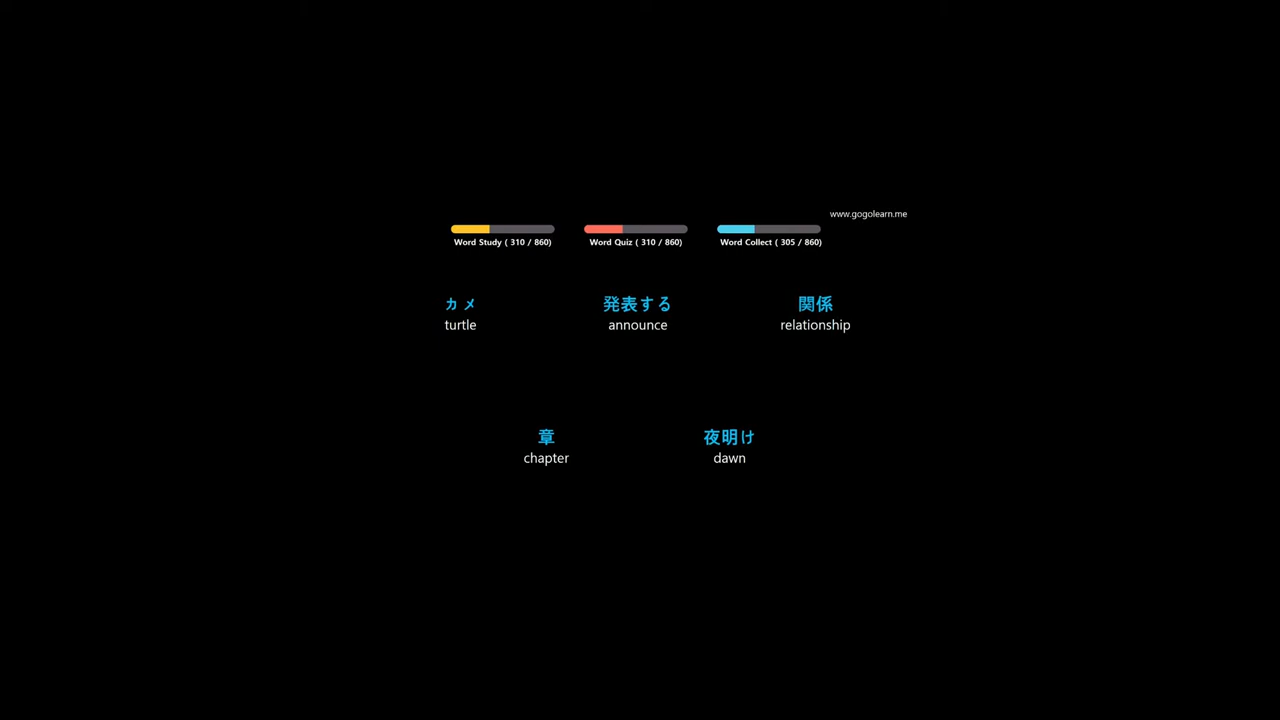 www.gogolearn.me
Word Study ( 310 / 860) Word Quiz ( 310 / 860) Word Collect ( 305 / 860)
カメ 発表する 関係
turtle announce relationship
章 夜明け
chapter dawn